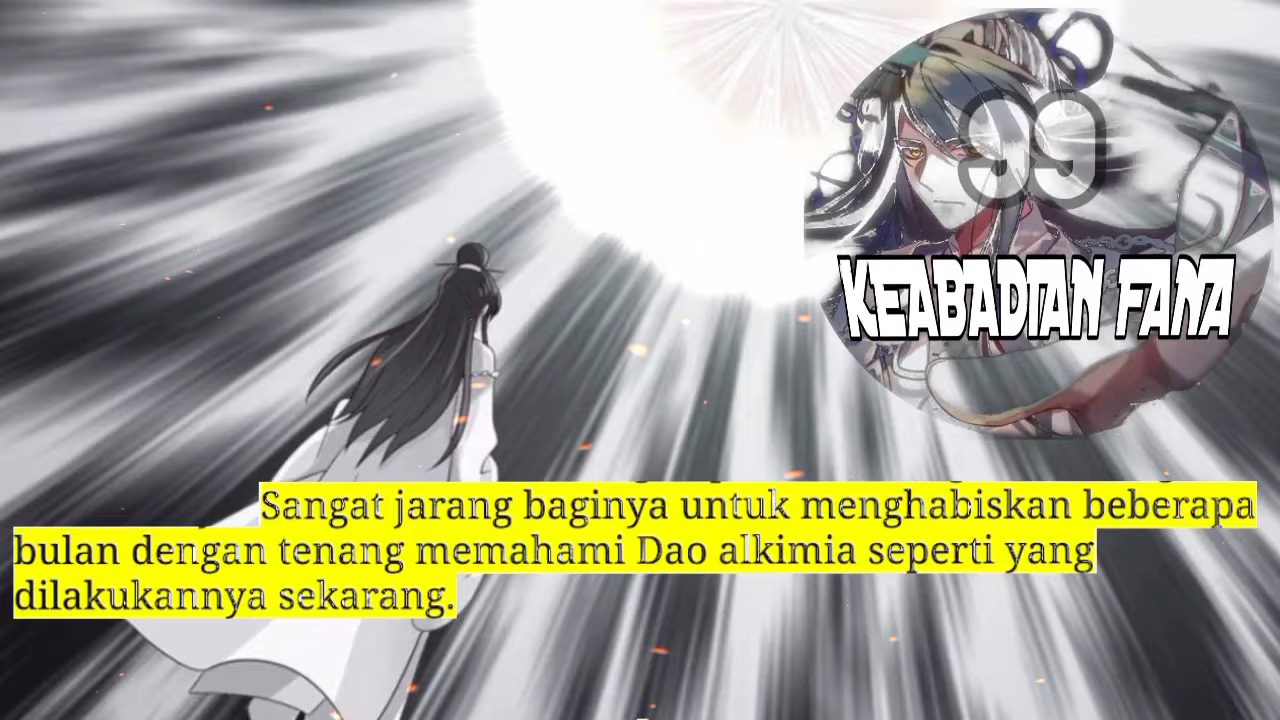 99
KEABADIAN FANA
Sangat jarang baginya untuk menghabiskan beberapa
bulan dengan tenang memahami Dao alkimia seperti yang
dilakukannya sekarang.